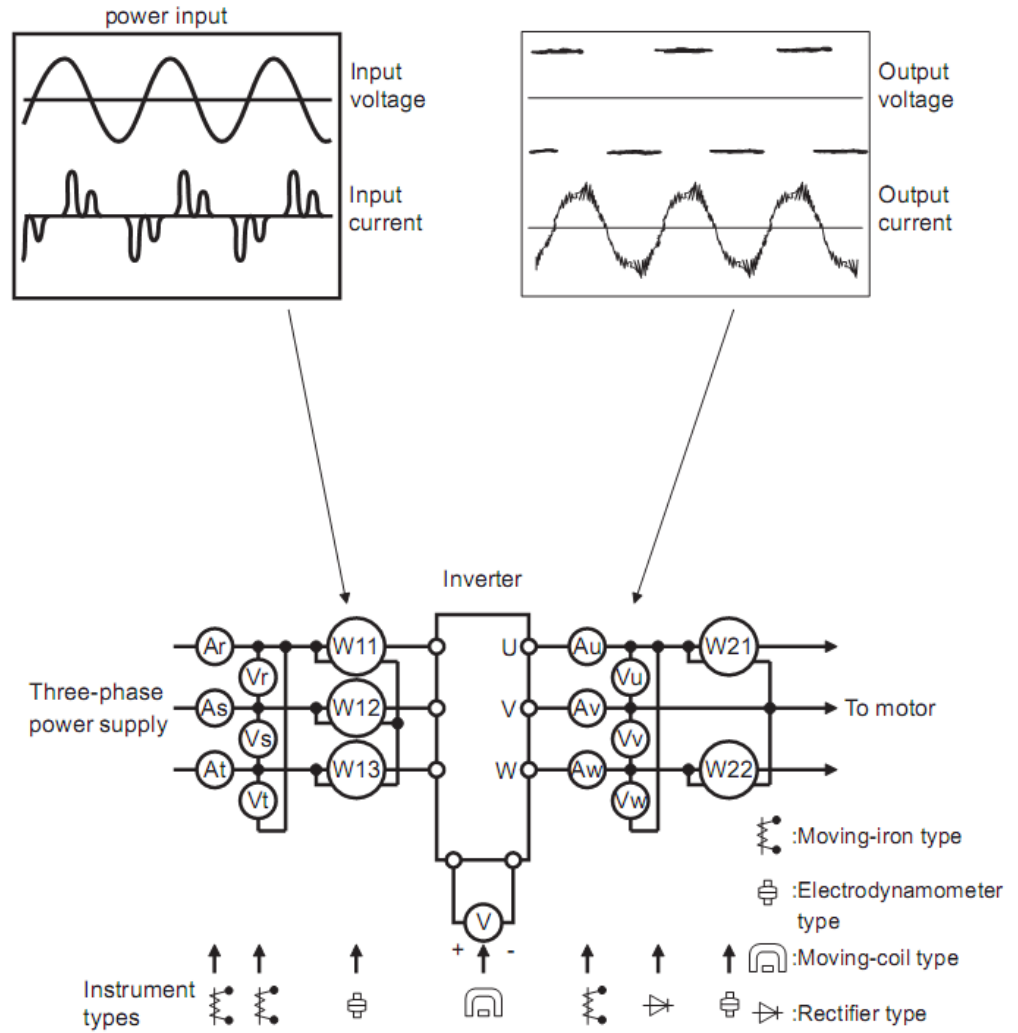 power input
Input
voltage
Input
current
Output
voltage
Output
current
Inverter
Three-phase
power supply
Ar
As
At
Vr
Vs
Vt
W11
W12
W13
U
V
W
Au
Av
Aw
Vu
Vv
Vw
W21
W22
To motor
V
+ -
Instrument
types
:Moving-iron type
:Electrodynamometer
type
:Moving-coil type
:Rectifier type